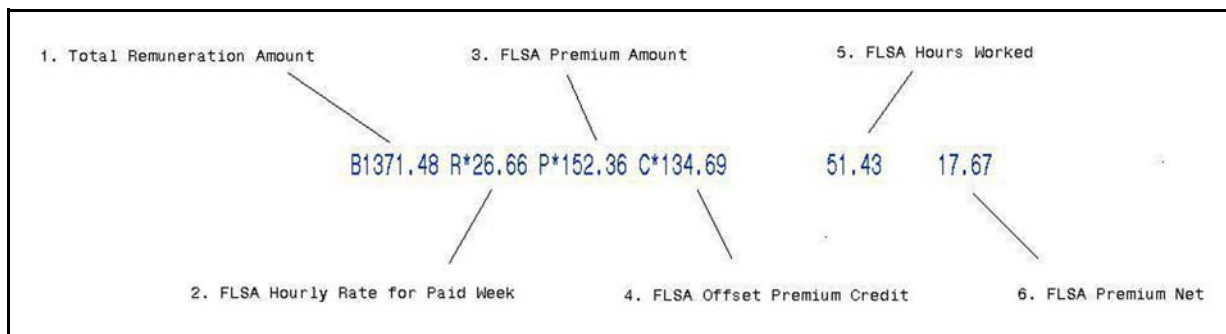 1. Total Remuneration Amount
3. FLSA Premium Amount
5. FLSA Hours Worked
B1371.48 R*26.66 P*152.36 C*134.69 51.43 17.67
2. FLSA Hourly Rate for Paid Week
4. FLSA Offset Premium Credit
6. FLSA Premium Net